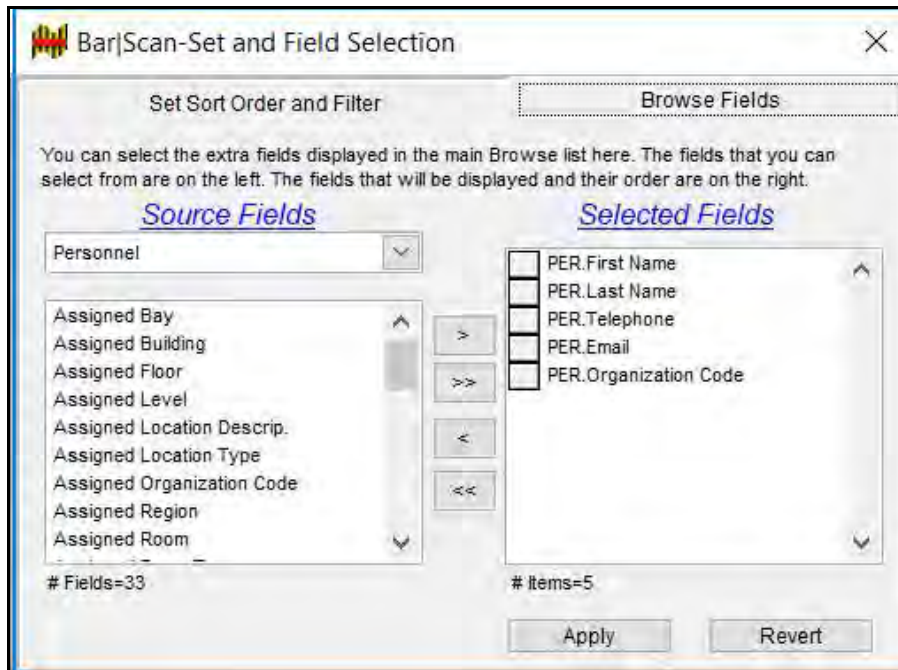 Bar|Scan-Set and Field Selection
Set Sort Order and Filter
Browse Fields
You can select the extra fields displayed in the main Browse list here. The fields that you can
select from are on the left. The fields that will be displayed and their order are on the right.
Source Fields
Personnel
Assigned Bay
Assigned Building
Assigned Floor
Assigned Level
Assigned Location Descrip.
Assigned Location Type
Assigned Organization Code
Assigned Region
Assigned Room
# Fields=33
>
>>
<
<<
Selected Fields
PER.First Name
PER.Last Name
PER.Telephone
PER.Email
PER.Organization Code
# Items=5
Apply
Revert